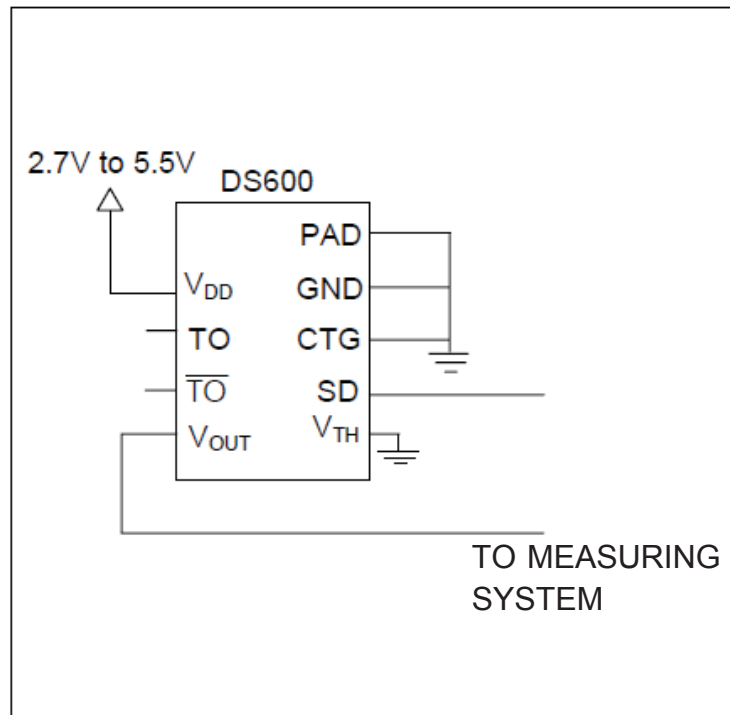 2.7V to 5.5V
DS600
PAD
VDD
GND
TO
CTG
TO
SD
VOUT
VTH
TO MEASURING
SYSTEM